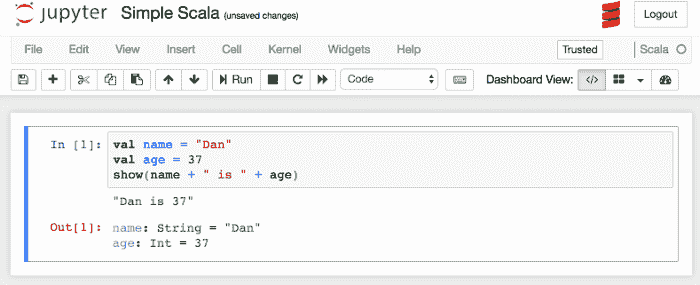 jupyter Simple Scala (unsaved changes) Logout
File Edit View Insert Cell Kernel Widgets Help Trusted Scala
Run Code Dashboard View: </>
In [1]: val name = "Dan"
val age = 37
show(name + " is " + age)
"Dan is 37"
Out[1]: name: String = "Dan"
age: Int = 37